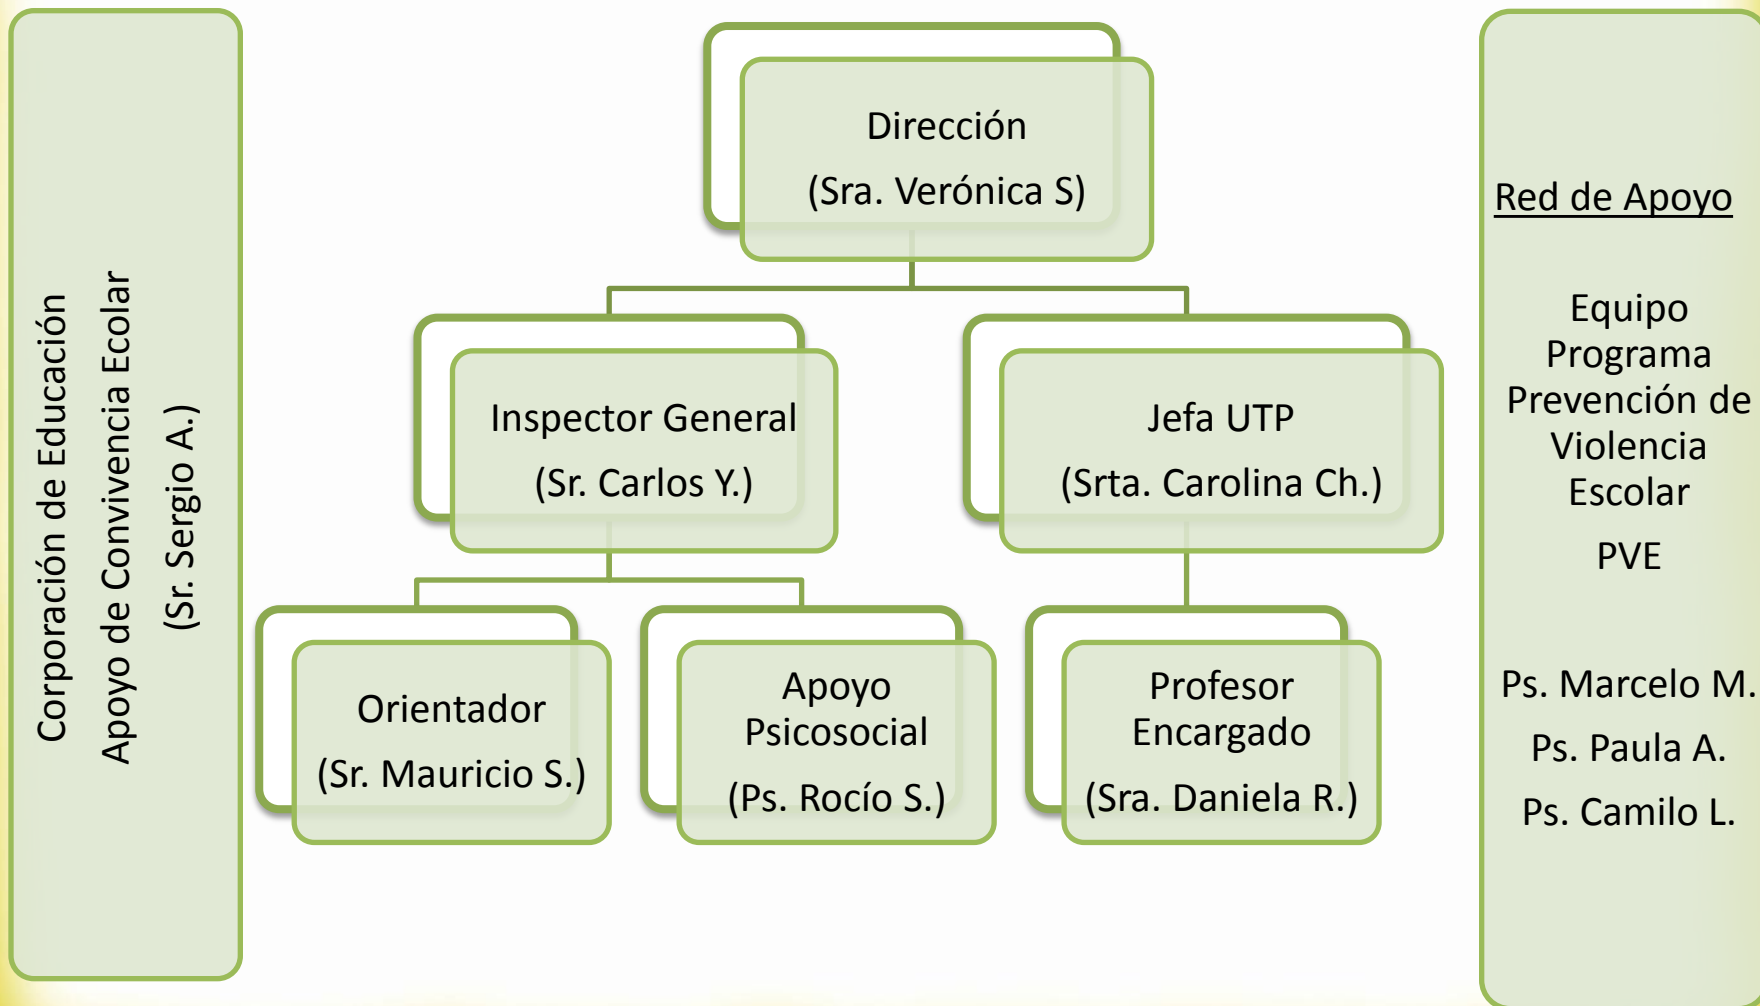 Corporación de Educación
Apoyo de Convivencia Ecolar
(Sr. Sergio A.)
Dirección
(Sra. Verónica S)
Inspector General
(Sr. Carlos Y.)
Jefa UTP
(Srta. Carolina Ch.)
Orientador
(Sr. Mauricio S.)
Apoyo
Psicosocial
(Ps. Rocío S.)
Profesor
Encargado
(Sra. Daniela R.)
Red de Apoyo
Equipo
Programa
Prevención de
Violencia
Escolar
PVE
Ps. Marcelo M.
Ps. Paula A.
Ps. Camilo L.